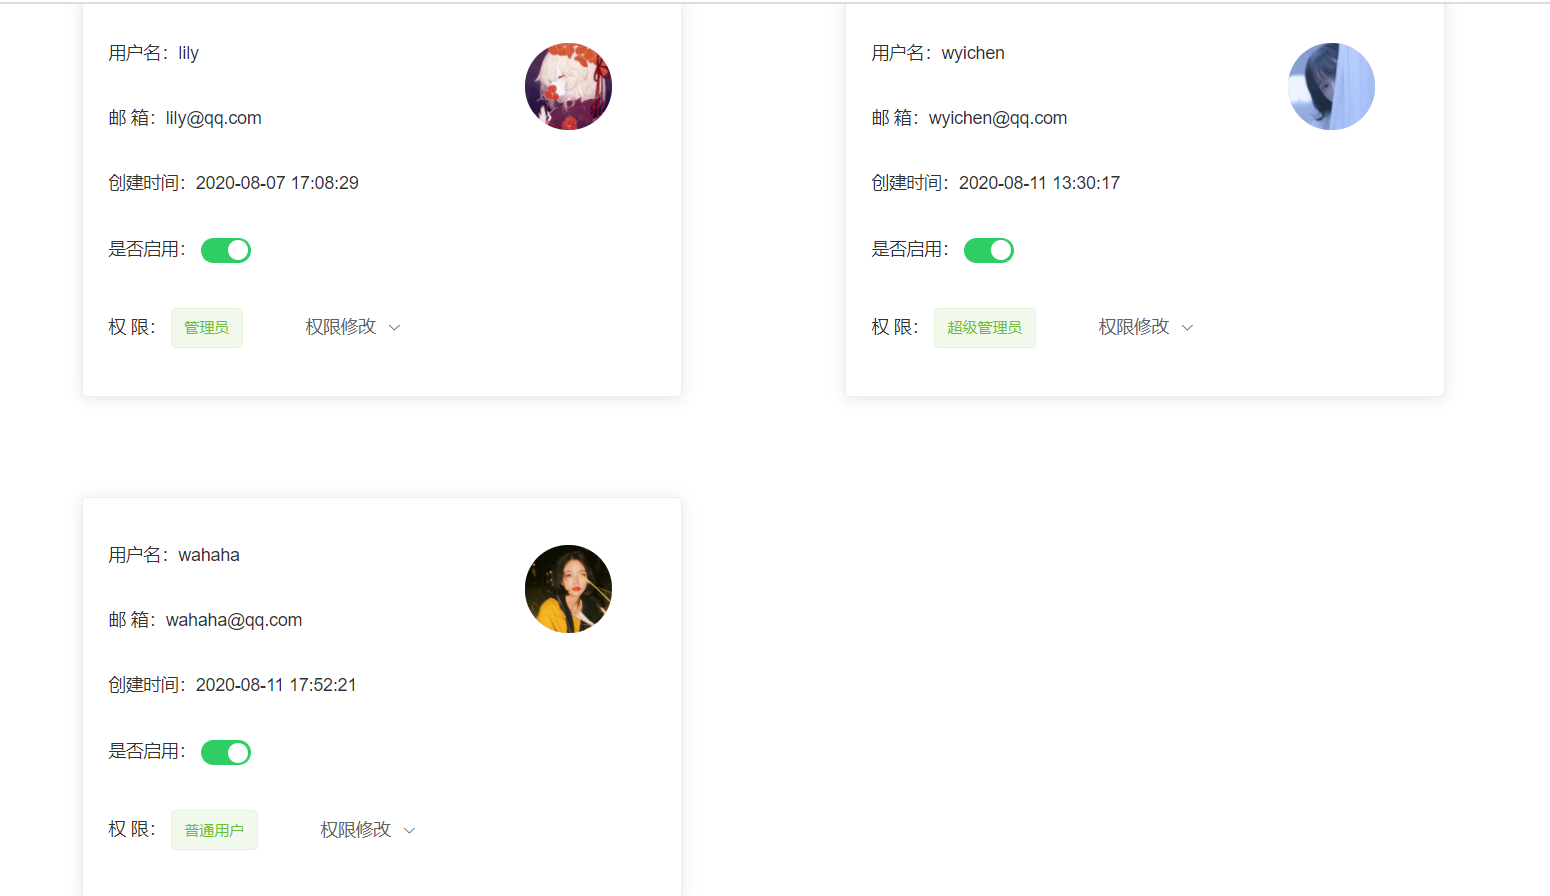 用户名：lily
邮 箱：lily@qq.com
创建时间：2020-08-07 17:08:29
是否启用：
权 限： 管理员 权限修改
用户名：wyichen
邮 箱：wyichen@qq.com
创建时间：2020-08-11 13:30:17
是否启用：
权 限： 超级管理员 权限修改
用户名：wahaha
邮 箱：wahaha@qq.com
创建时间：2020-08-11 17:52:21
是否启用：
权 限： 普通用户 权限修改